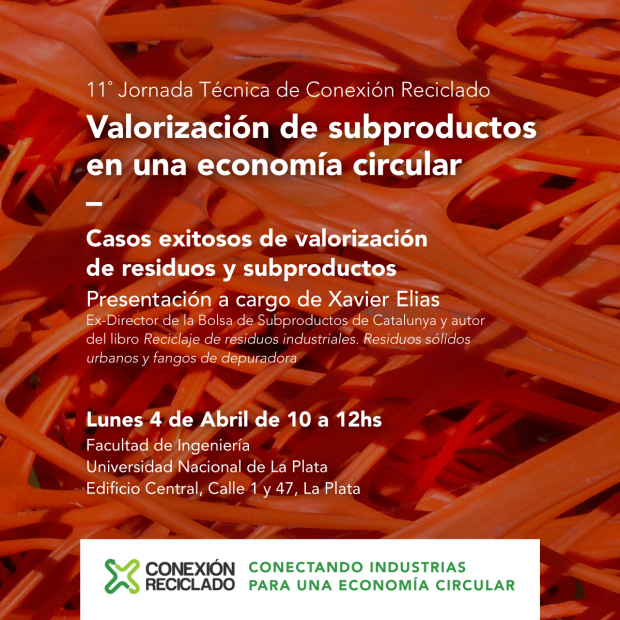 11° Jornada Técnica de Conexión Reciclado
Valorización de subproductos
en una economía circular
–
Casos exitosos de valorización
de residuos y subproductos
Presentación a cargo de Xavier Elias
Ex-Director de la Bolsa de Subproductos de Catalunya y autor
del libro Reciclaje de residuos industriales. Residuos sólidos
urbanos y fangos de depuradora
Lunes 4 de Abril de 10 a 12hs
Facultad de Ingeniería
Universidad Nacional de La Plata
Edificio Central, Calle 1 y 47, La Plata
CONEXIÓN
RECICLADO
CONECTANDO INDUSTRIAS
PARA UNA ECONOMÍA CIRCULAR